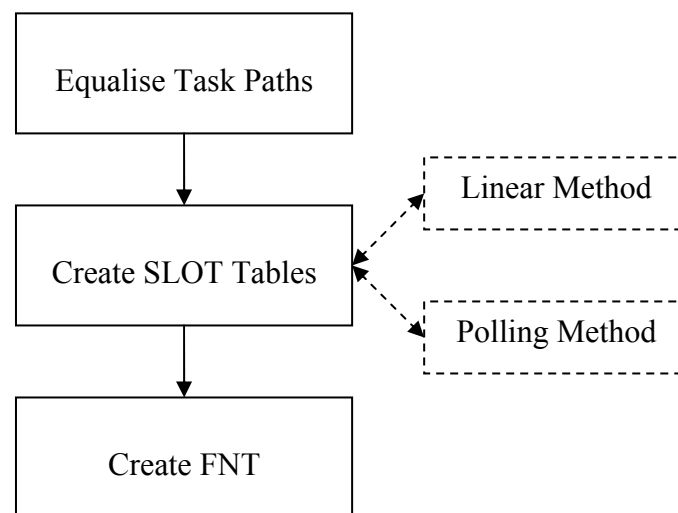 Equalise Task Paths
Linear Method
Create SLOT Tables
Polling Method
Create FNT